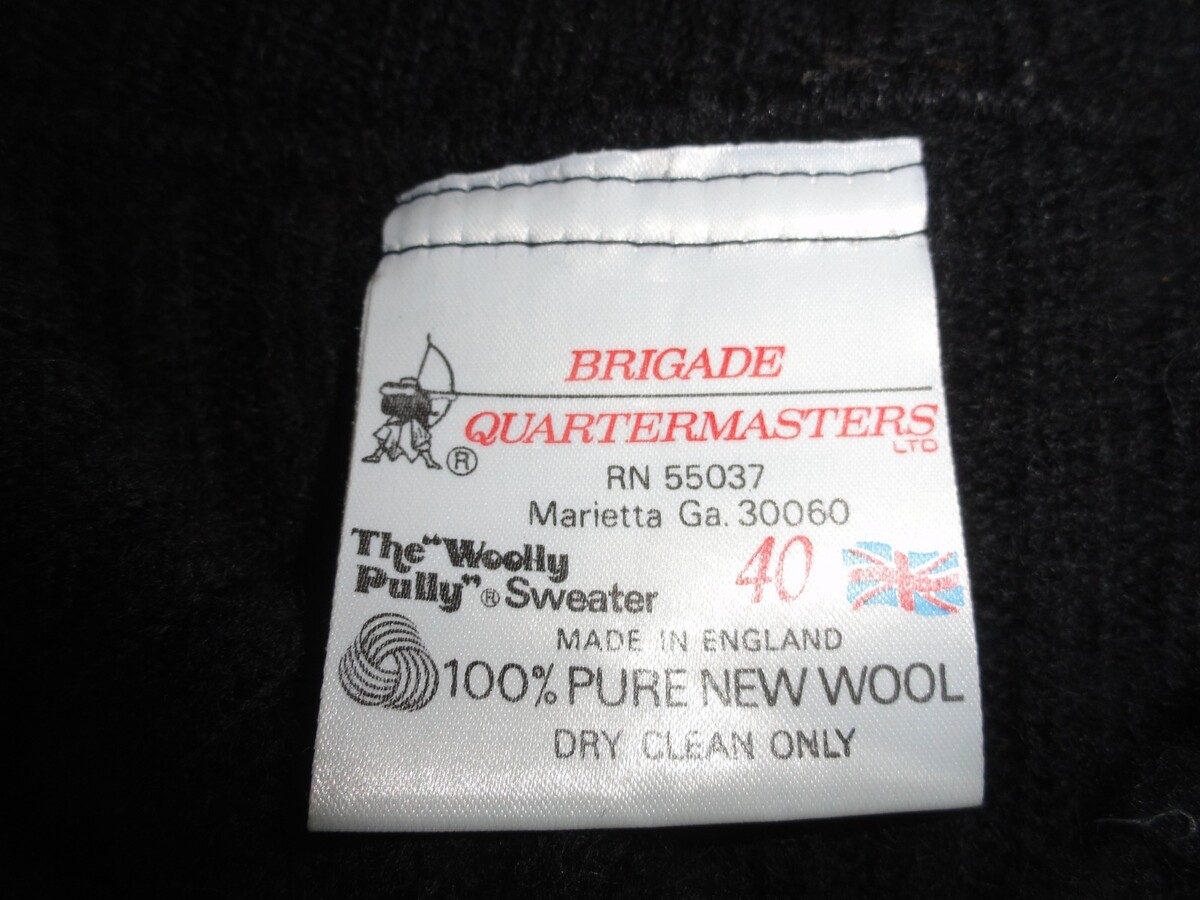 BRIGADE
QUARTERMASTERS
LTD
®
RN 55037
Marietta Ga. 30060
The "Woolly
Pully" ® Sweater
40
MADE IN ENGLAND
100% PURE NEW WOOL
DRY CLEAN ONLY